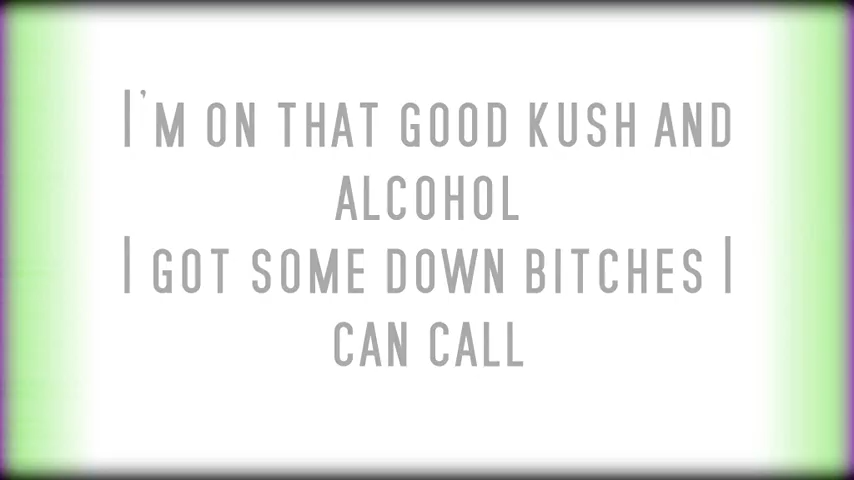 I'M ON THAT GOOD KUSH AND
ALCOHOL
I GOT SOME DOWN BITCHES I
CAN CALL